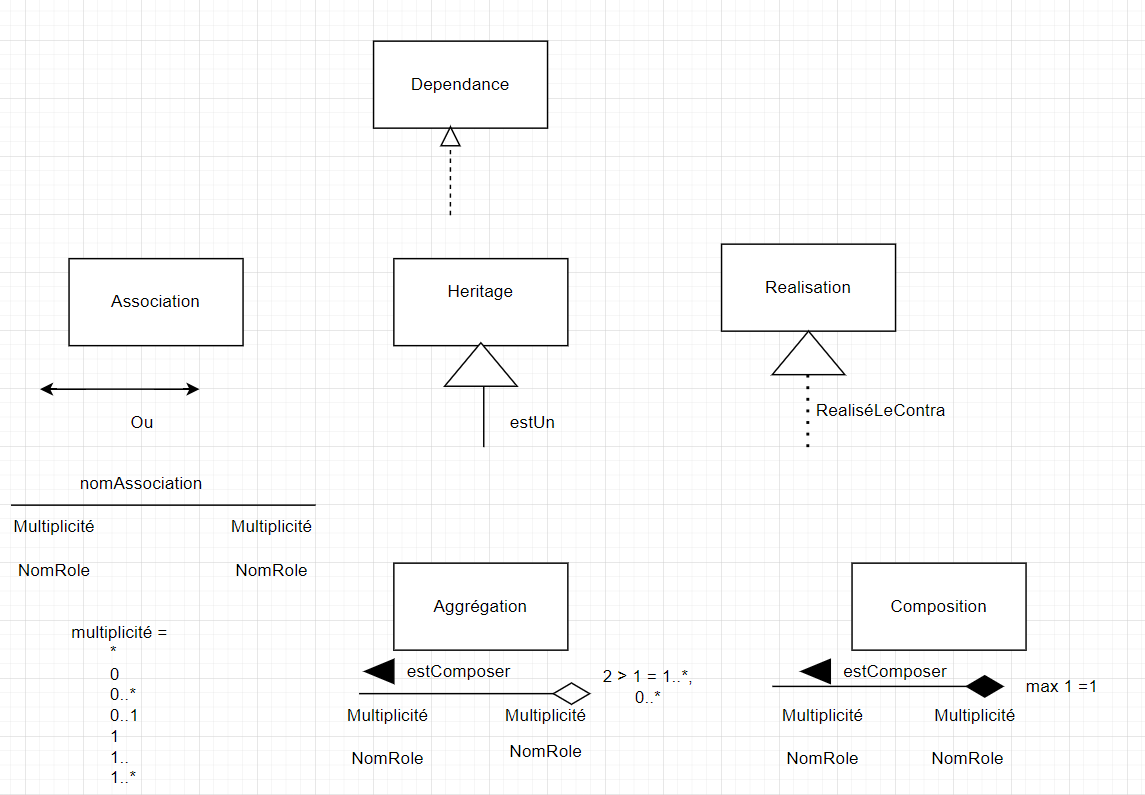 Dependance
Association
Heritage
Realisation
Ou
estUn
RealiséLeContra
nomAssociation
Multiplicité
Multiplicité
NomRole
NomRole
multiplicité =
*
0
0..*
0..1
1
1..
1..*
Aggrégation
estComposer
2 > 1 = 1..*,
0..*
Multiplicité
Multiplicité
NomRole
NomRole
Composition
estComposer
max 1 =1
Multiplicité
Multiplicité
NomRole
NomRole